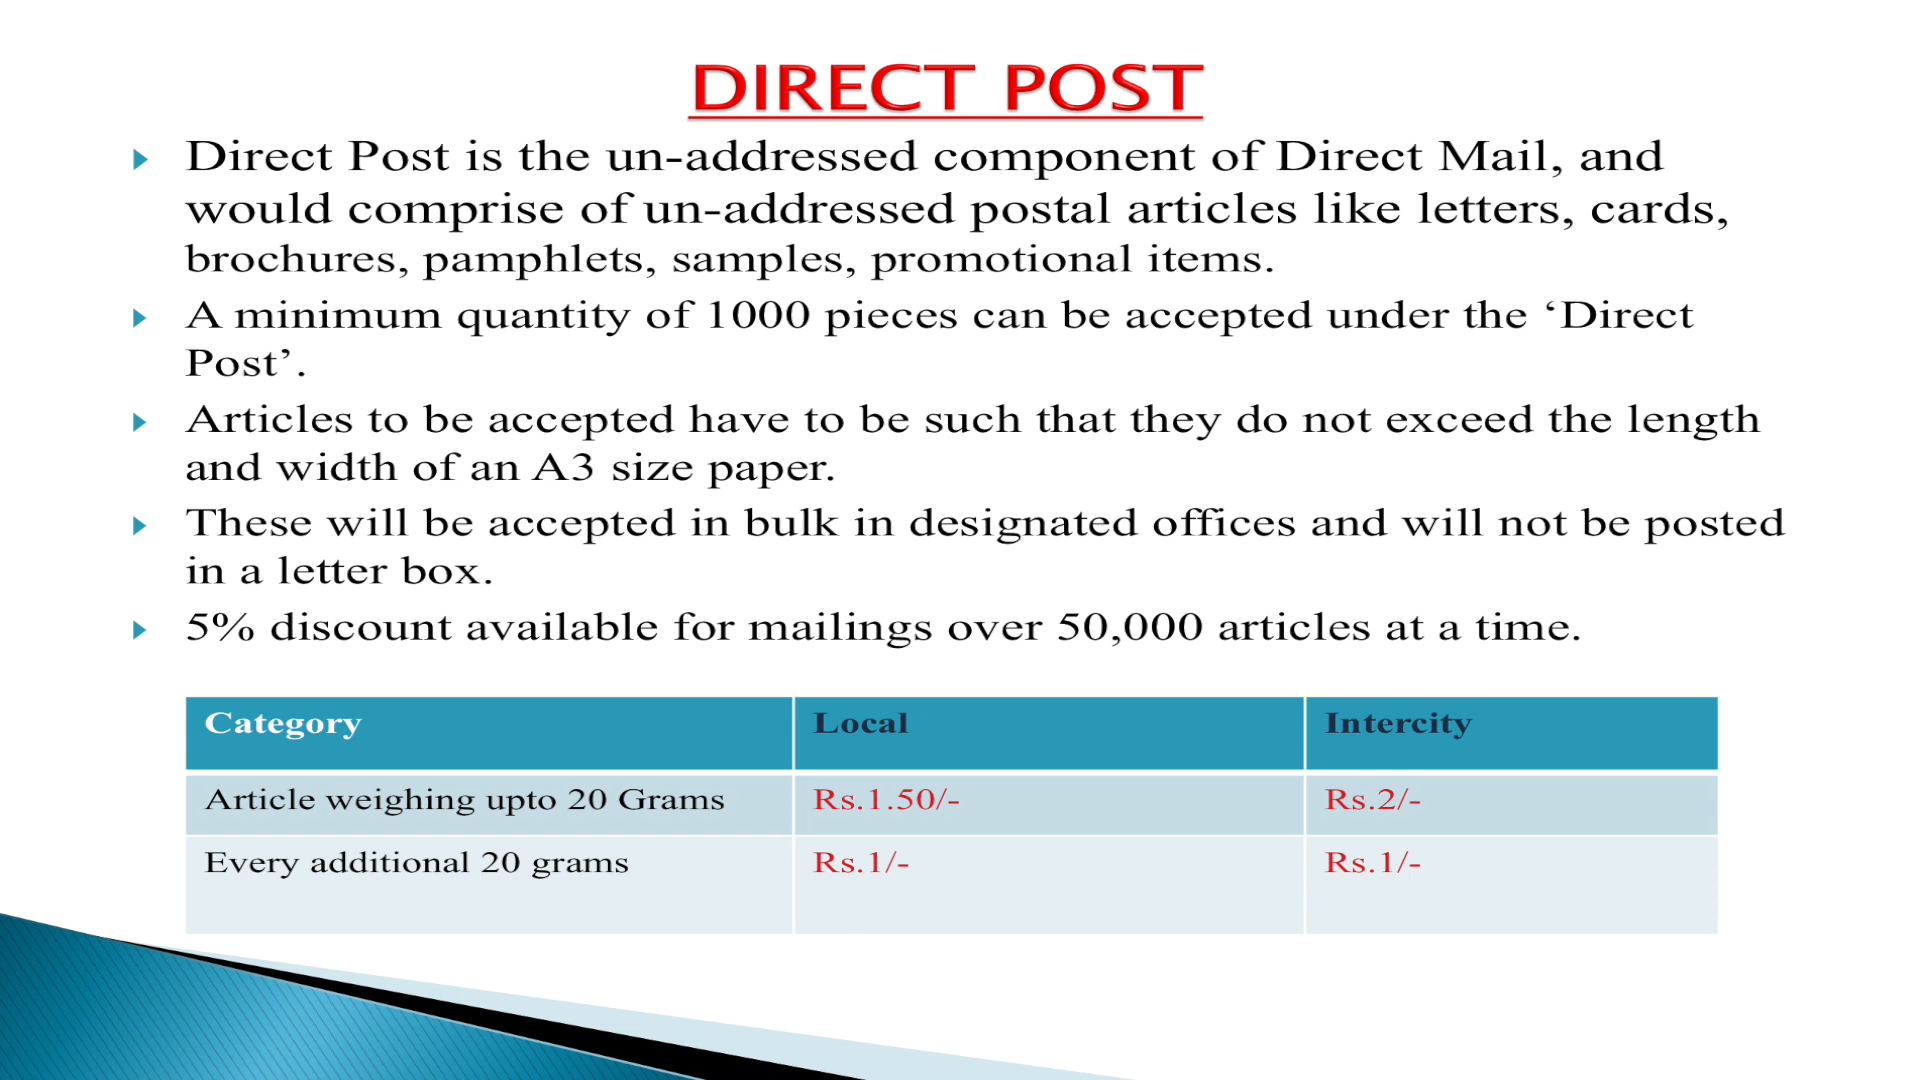 DIRECT POST
Direct Post is the un-addressed component of Direct Mail, and
would comprise of un-addressed postal articles like letters, cards,
brochures, pamphlets, samples, promotional items.
A minimum quantity of 1000 pieces can be accepted under the ‘Direct
Post’.
Articles to be accepted have to be such that they do not exceed the length
and width of an A3 size paper.
These will be accepted in bulk in designated offices and will not be posted
in a letter box.
5% discount available for mailings over 50,000 articles at a time.
Category Local Intercity
Article weighing upto 20 Grams Rs.1.50/- Rs.2/-
Every additional 20 grams Rs.1/- Rs.1/-